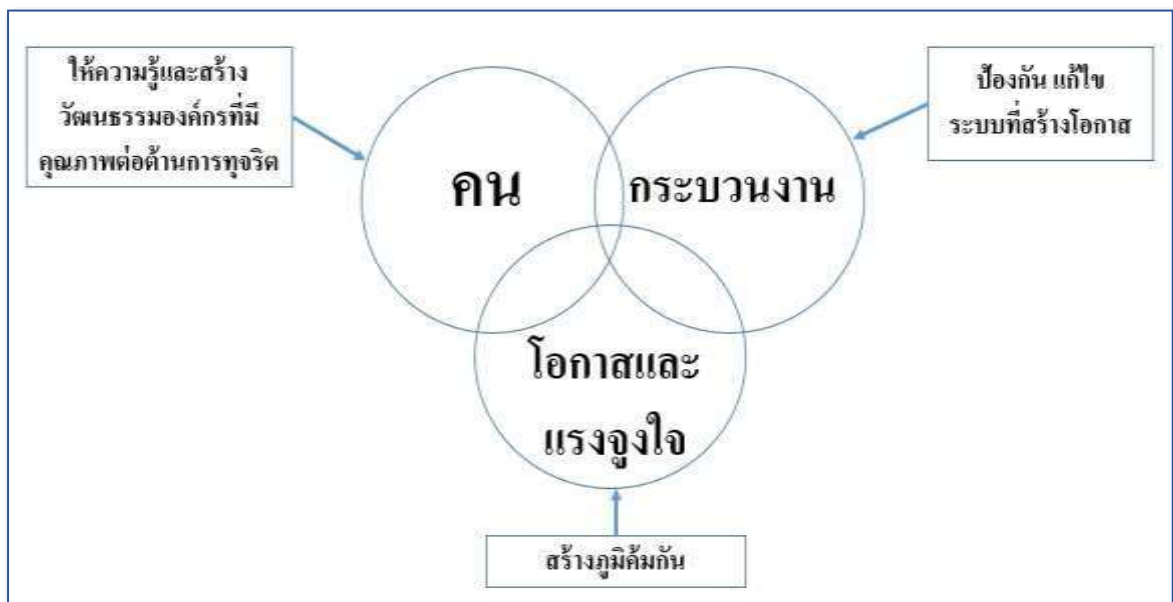 ให้ความรู้และสร้าง
วัฒนธรรมองค์กรที่มี
คุณภาพต่อต้านการทุจริต
ป้องกัน แก้ไข
ระบบที่สร้างโอกาส
คน
กระบวนงาน
โอกาสและ
แรงจูงใจ
สร้างภูมิคุ้มกัน